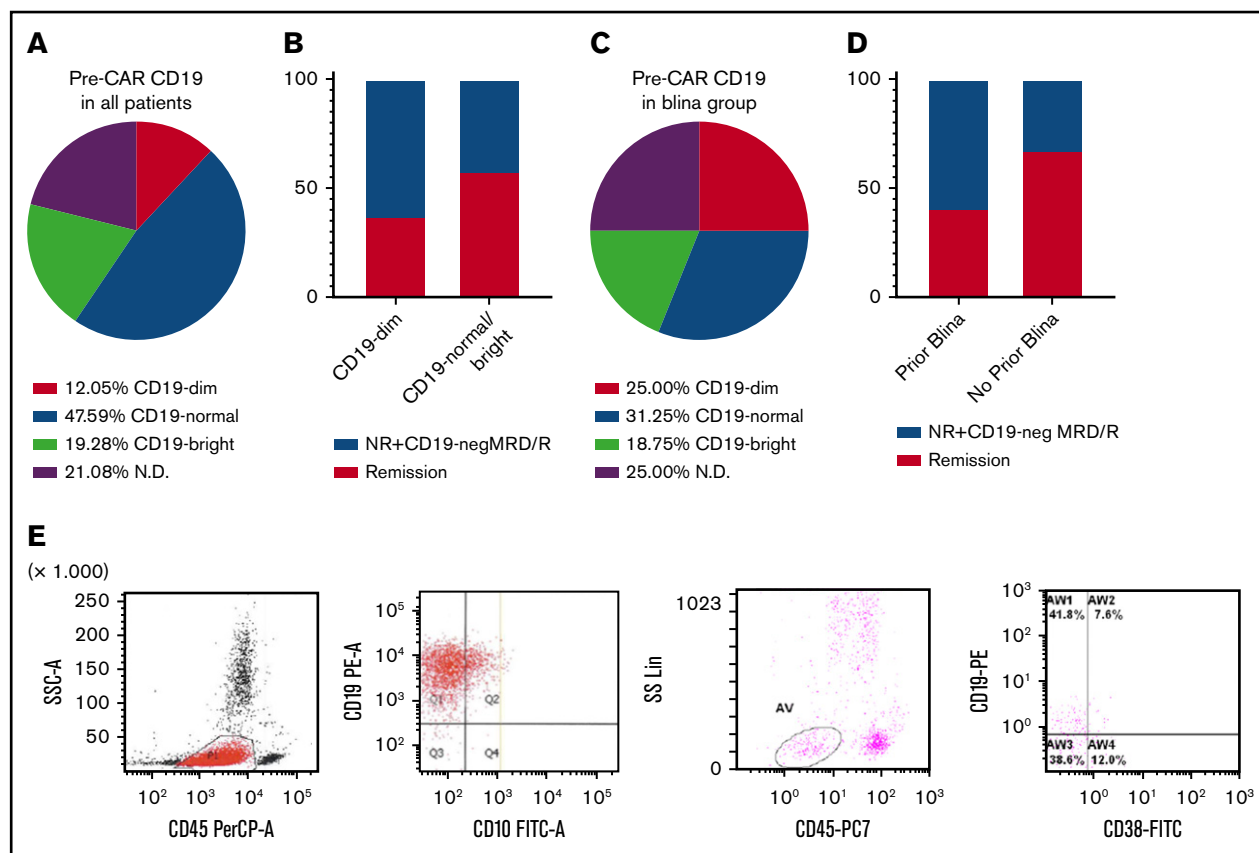 A
Pre-CAR CD19
in all patients
12.05% CD19-dim
47.59% CD19-normal
19.28% CD19-bright
21.08% N.D.
B
100
50
0
CD19-dim
CD19-normal/
bright
NR+CD19-negMRD/R
Remission
C
Pre-CAR CD19
in blina group
25.00% CD19-dim
31.25% CD19-normal
18.75% CD19-bright
25.00% N.D.
D
100
50
0
Prior Blina
No Prior Blina
NR+CD19-neg MRD/R
Remission
E
(× 1.000)
250
200
150
100
50
SSC-A
P1
10² 10³ 10⁴ 10⁵
CD45 PerCP-A
10⁵
10⁴
10³
10²
CD19 PE-A
Q1 Q2
Q3 Q4
10² 10³ 10⁴ 10⁵
CD10 FITC-A
1023
0
SS Lin
AV
10⁰ 10¹ 10² 10³
CD45-PC7
10³
10²
10¹
10⁰
CD19-PE
AW1 AW2
41.8% 7.6%
AW3 AW4
38.6% 12.0%
10⁰ 10¹ 10² 10³
CD38-FITC